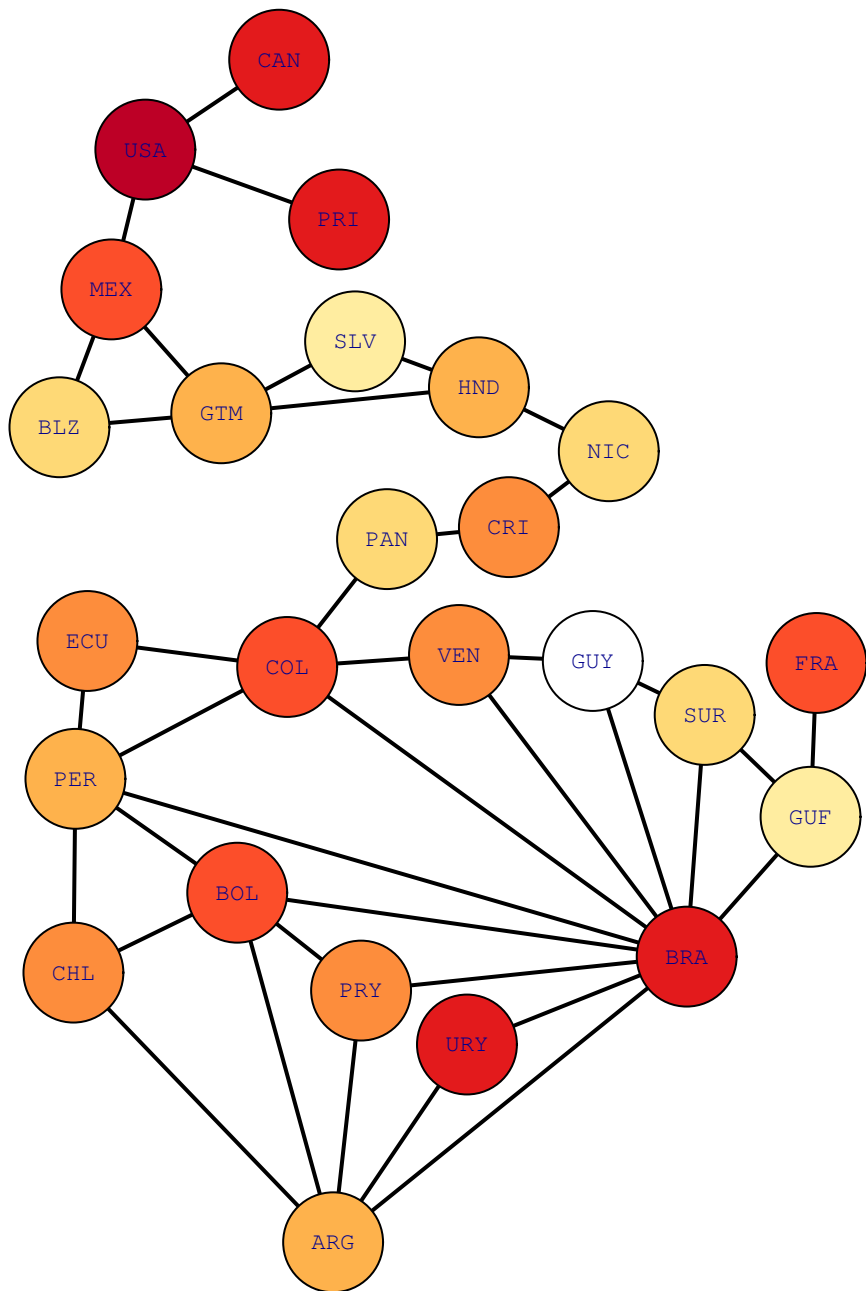 CAN
USA
PRI
MEX
SLV
HND
GTM
BLZ
NIC
CRI
PAN
ECU
COL
VEN
GUY
FRA
SUR
PER
GUF
BOL
BRA
CHL
PRY
URY
ARG